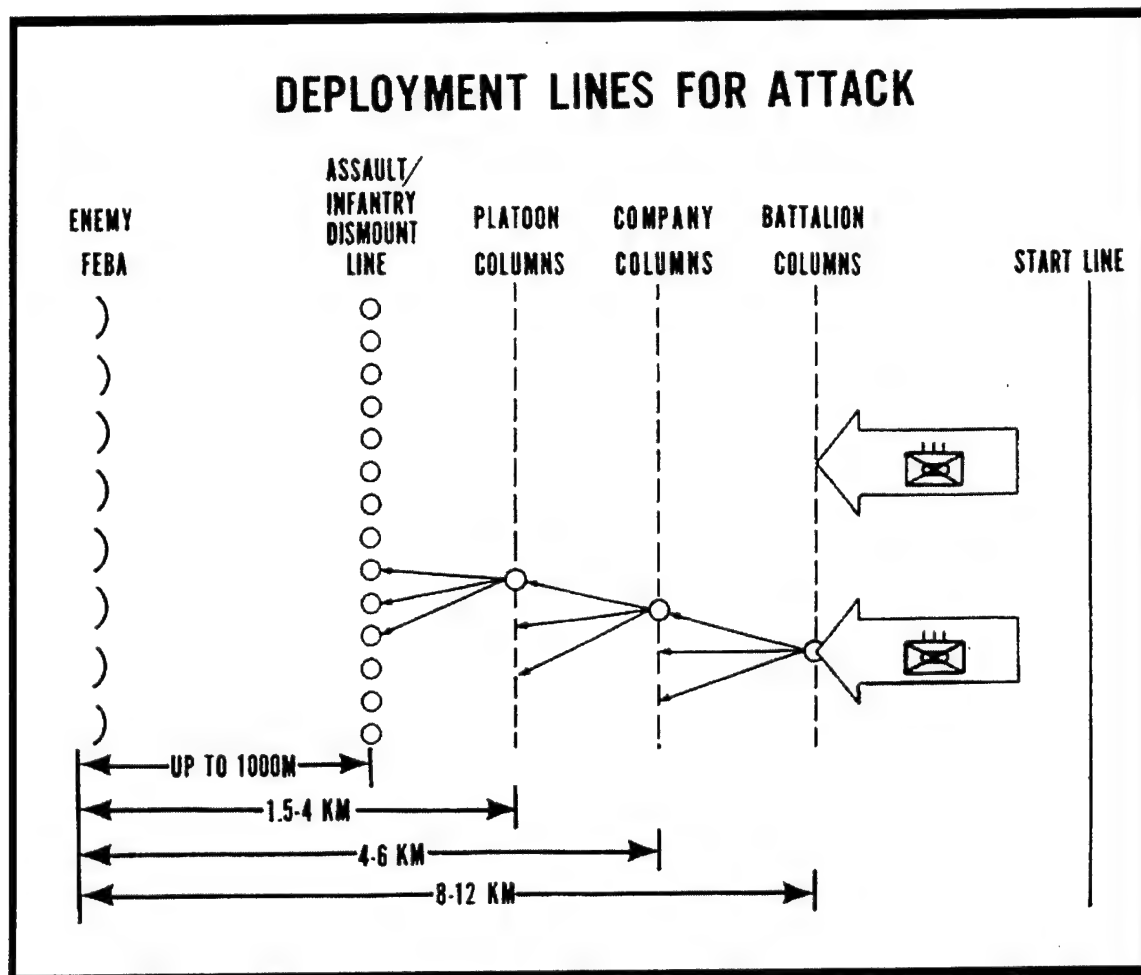 DEPLOYMENT LINES FOR ATTACK
ENEMY
FEBA
ASSAULT/
INFANTRY
DISMOUNT
LINE
PLATOON
COLUMNS
COMPANY
COLUMNS
BATTALION
COLUMNS
START LINE
UP TO 1000M
1.5-4 KM
4-6 KM
8-12 KM